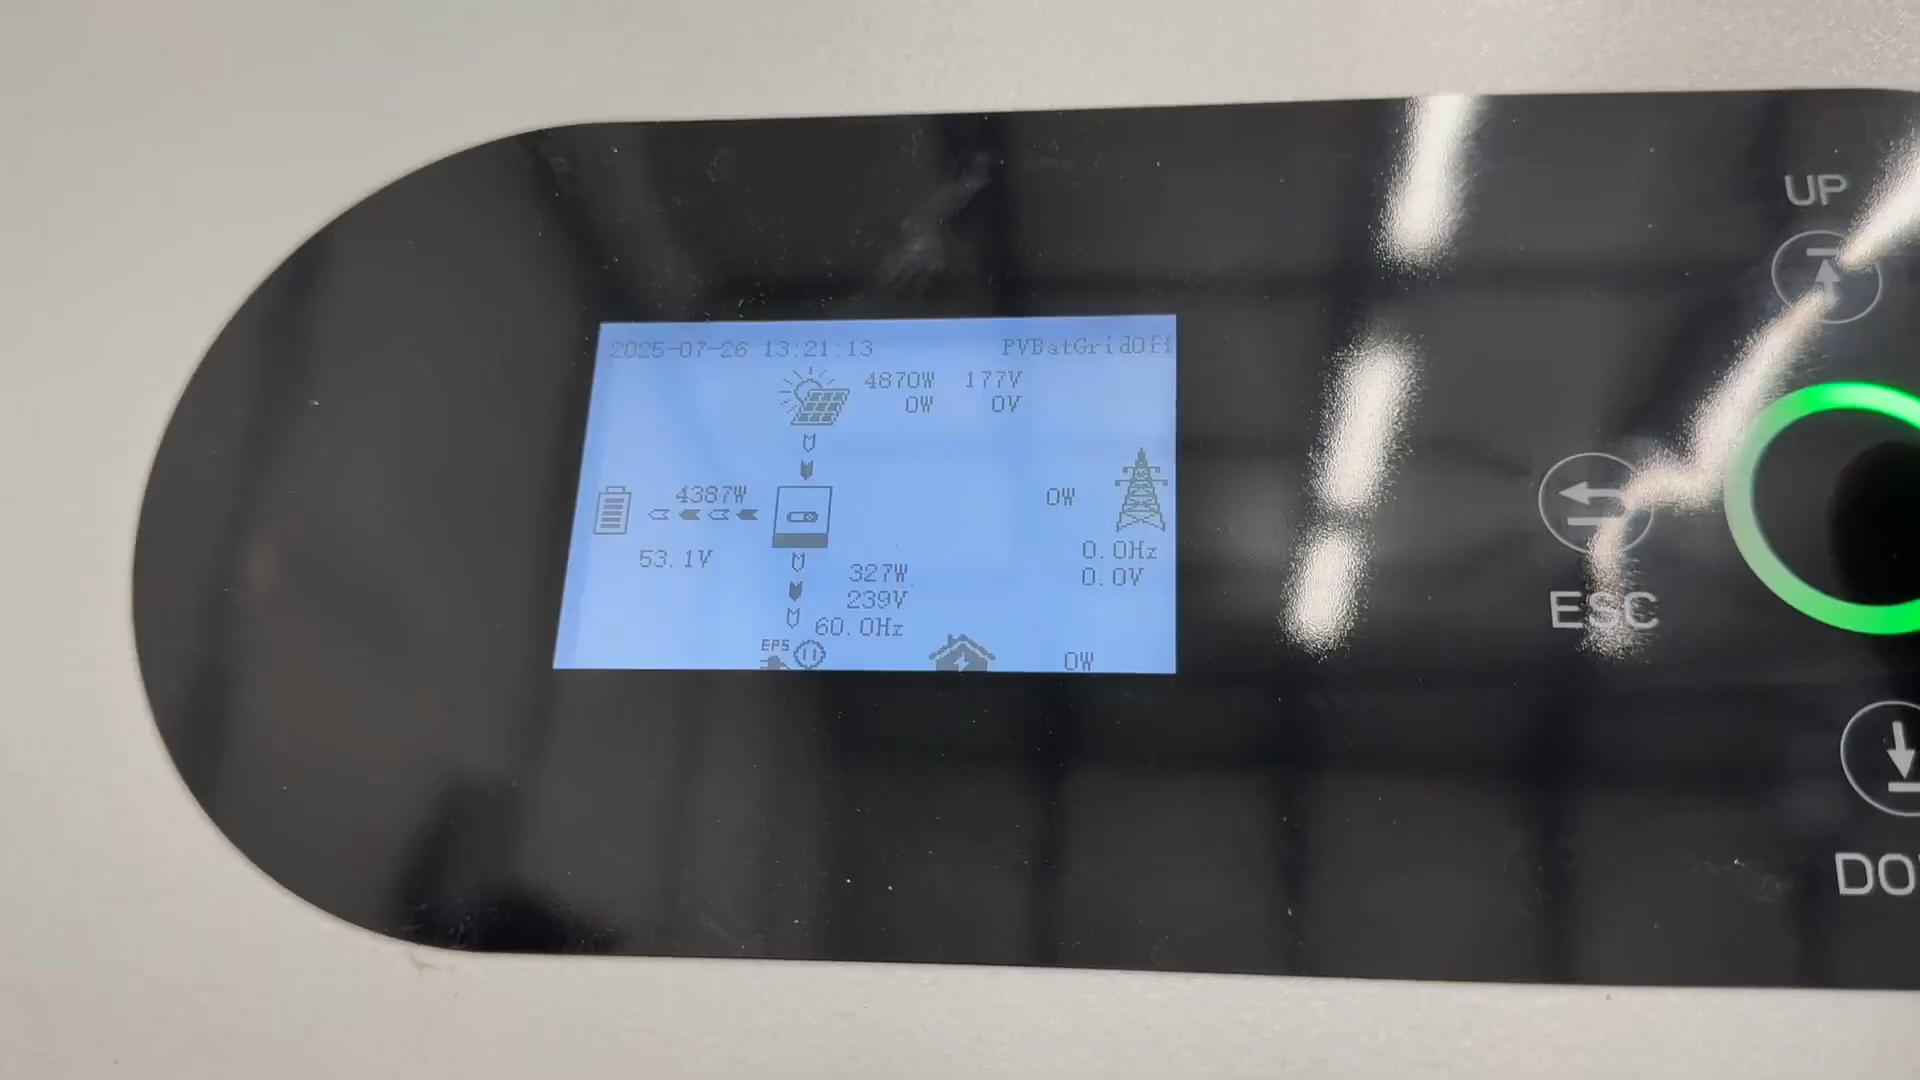 2025-07-26 13:21:13 PVBatGridOff
4870W 177V
0W 0V
4387W
53.1V
0W
0.0Hz
0.0V
327W
239V
60.0Hz
EPS
0W
UP
ESC
DO